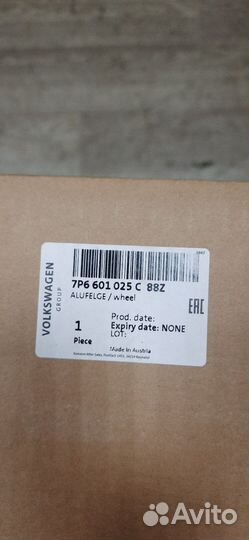 VOLKSWAGEN
GROUP
7P6 601 025 C 88Z
ALUFELGE / wheel
EAC
1
Piece
Prod. date:
Expiry date: NONE
LOT:
Made in Austria
Avito